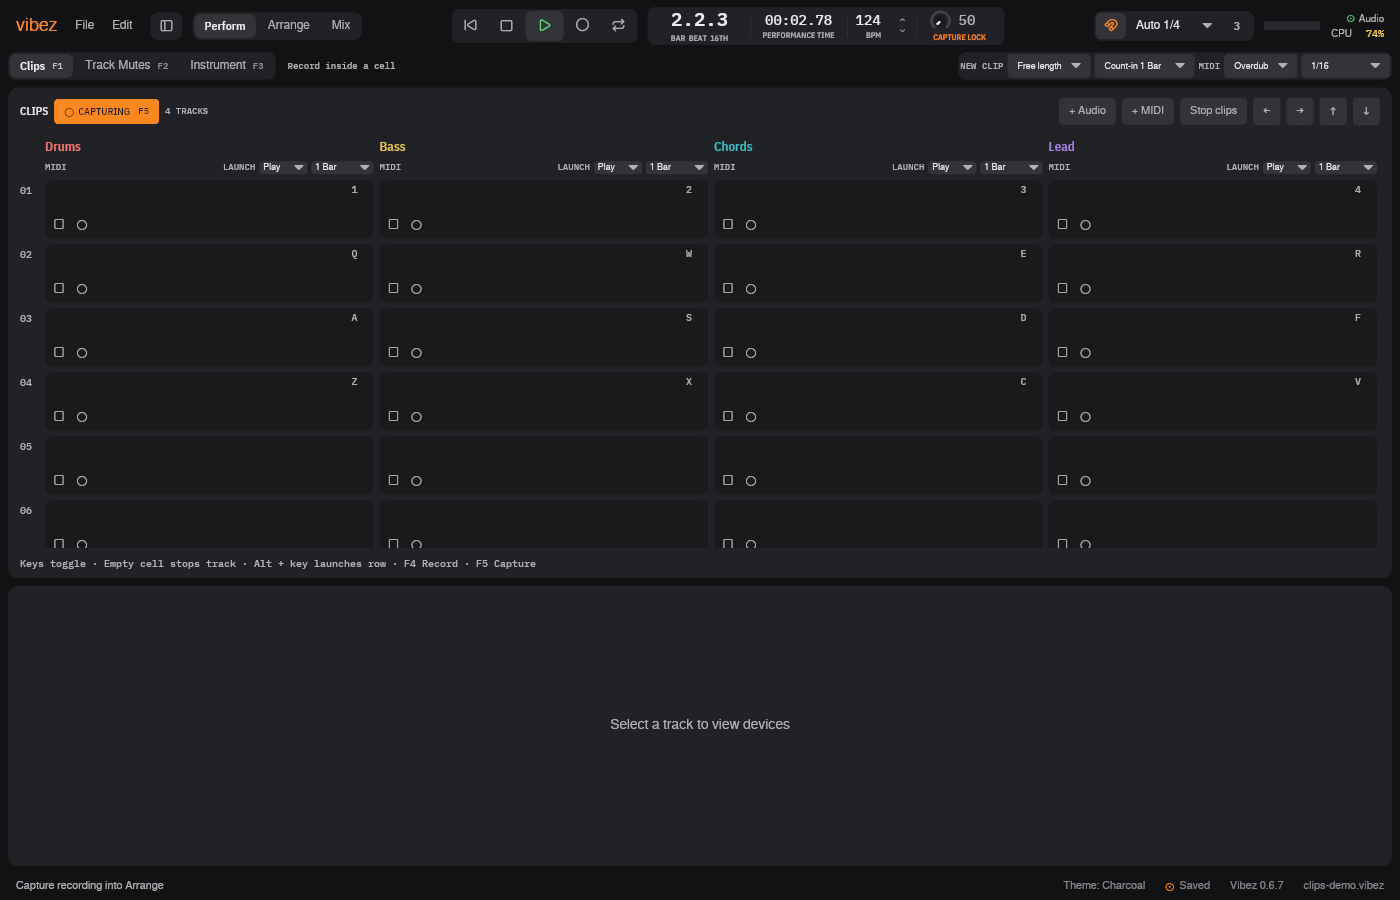 vibez File Edit Perform Arrange Mix 2.2.3 00:02.78 124 50 Auto 1/4 3 Audio
BAR BEAT 16TH PERFORMANCE TIME BPM CAPTURE LOCK CPU 74%
Clips F1 Track Mutes F2 Instrument F3 Record inside a cell NEW CLIP Free length Count-in 1 Bar MIDI Overdub 1/16
CLIPS CAPTURING F5 4 TRACKS + Audio + MIDI Stop clips ← → ↑ ↓
Drums Bass Chords Lead
MIDI LAUNCH Play 1 Bar MIDI LAUNCH Play 1 Bar MIDI LAUNCH Play 1 Bar MIDI LAUNCH Play 1 Bar
01 1 2 3 4
02 Q W E R
03 A S D F
04 Z X C V
05
06
Keys toggle · Empty cell stops track · Alt + key launches row · F4 Record · F5 Capture
Select a track to view devices
Capture recording into Arrange Theme: Charcoal Saved Vibez 0.6.7 clips-demo.vibez